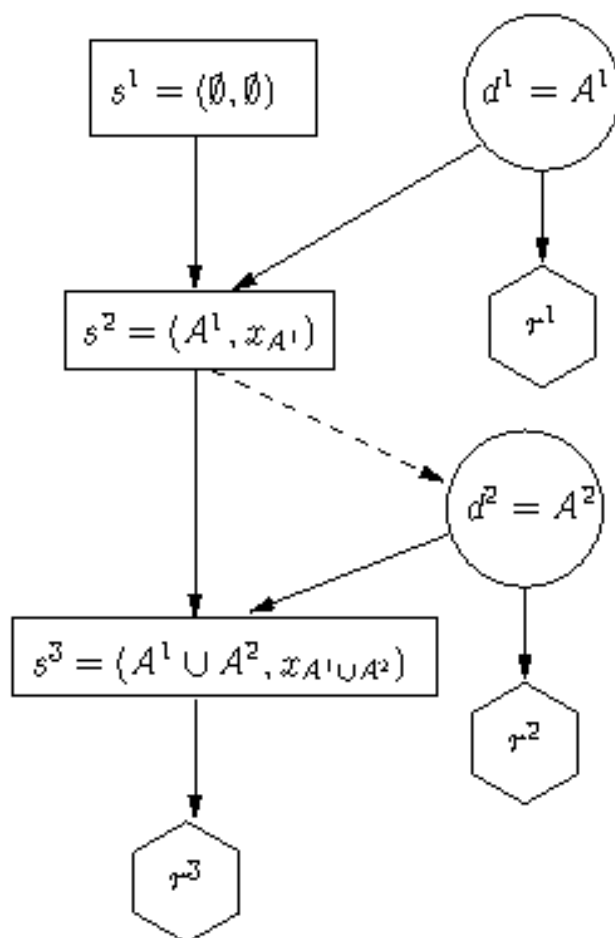 s¹ = (∅, ∅)
d¹ = A¹
s² = (A¹, x_{A¹})
r¹
d² = A²
s³ = (A¹ ∪ A², x_{A¹∪A²})
r²
r³